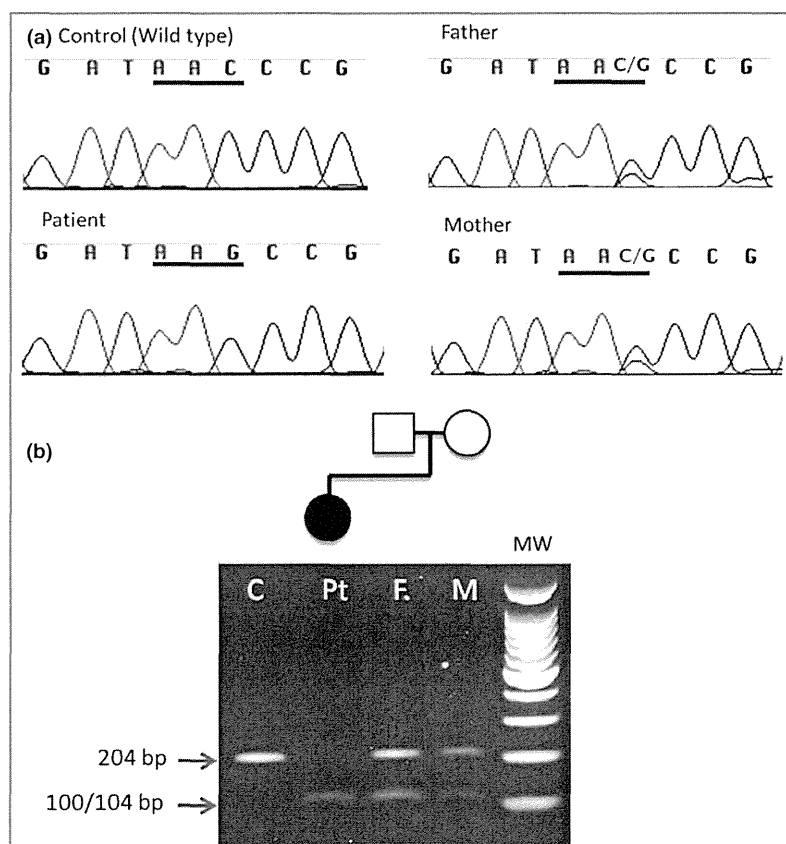 (a) Control (Wild type)
G A T A A C C C G
Father
G A T A A C/G C C G
Patient
G A T A A G C C G
Mother
G A T A A C/G C C G
(b)
MW
C Pt F. M
204 bp
100/104 bp